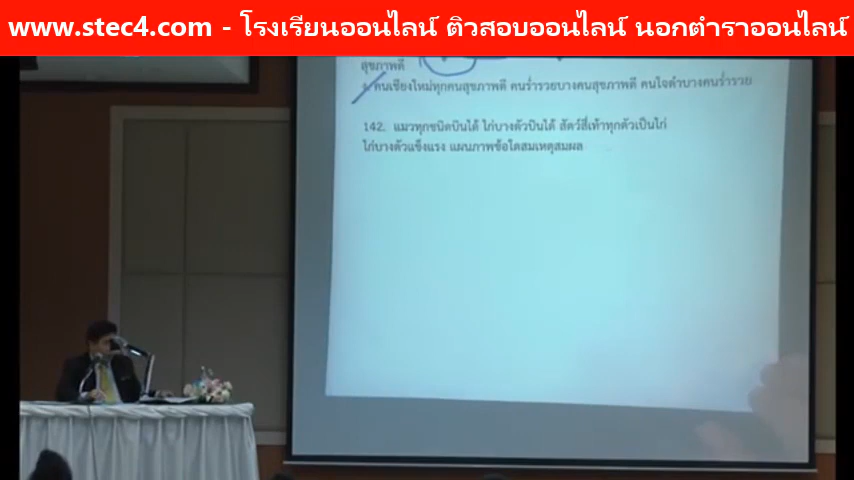 www.stec4.com - โรงเรียนออนไลน์ ติวสอบออนไลน์ นอกตำราออนไลน์
สุขภาพดี
คนเชียงใหม่ทุกคนสุขภาพดี คนร่ำรวยบางคนสุขภาพดี คนใจดำบางคนร่ำรวย
142. แมวทุกชนิดบินได้ ไก่บางตัวบินได้ สัตว์สี่เท้าทุกตัวเป็นไก่
ไก่บางตัวแข็งแรง แผนภาพข้อใดสมเหตุสมผล